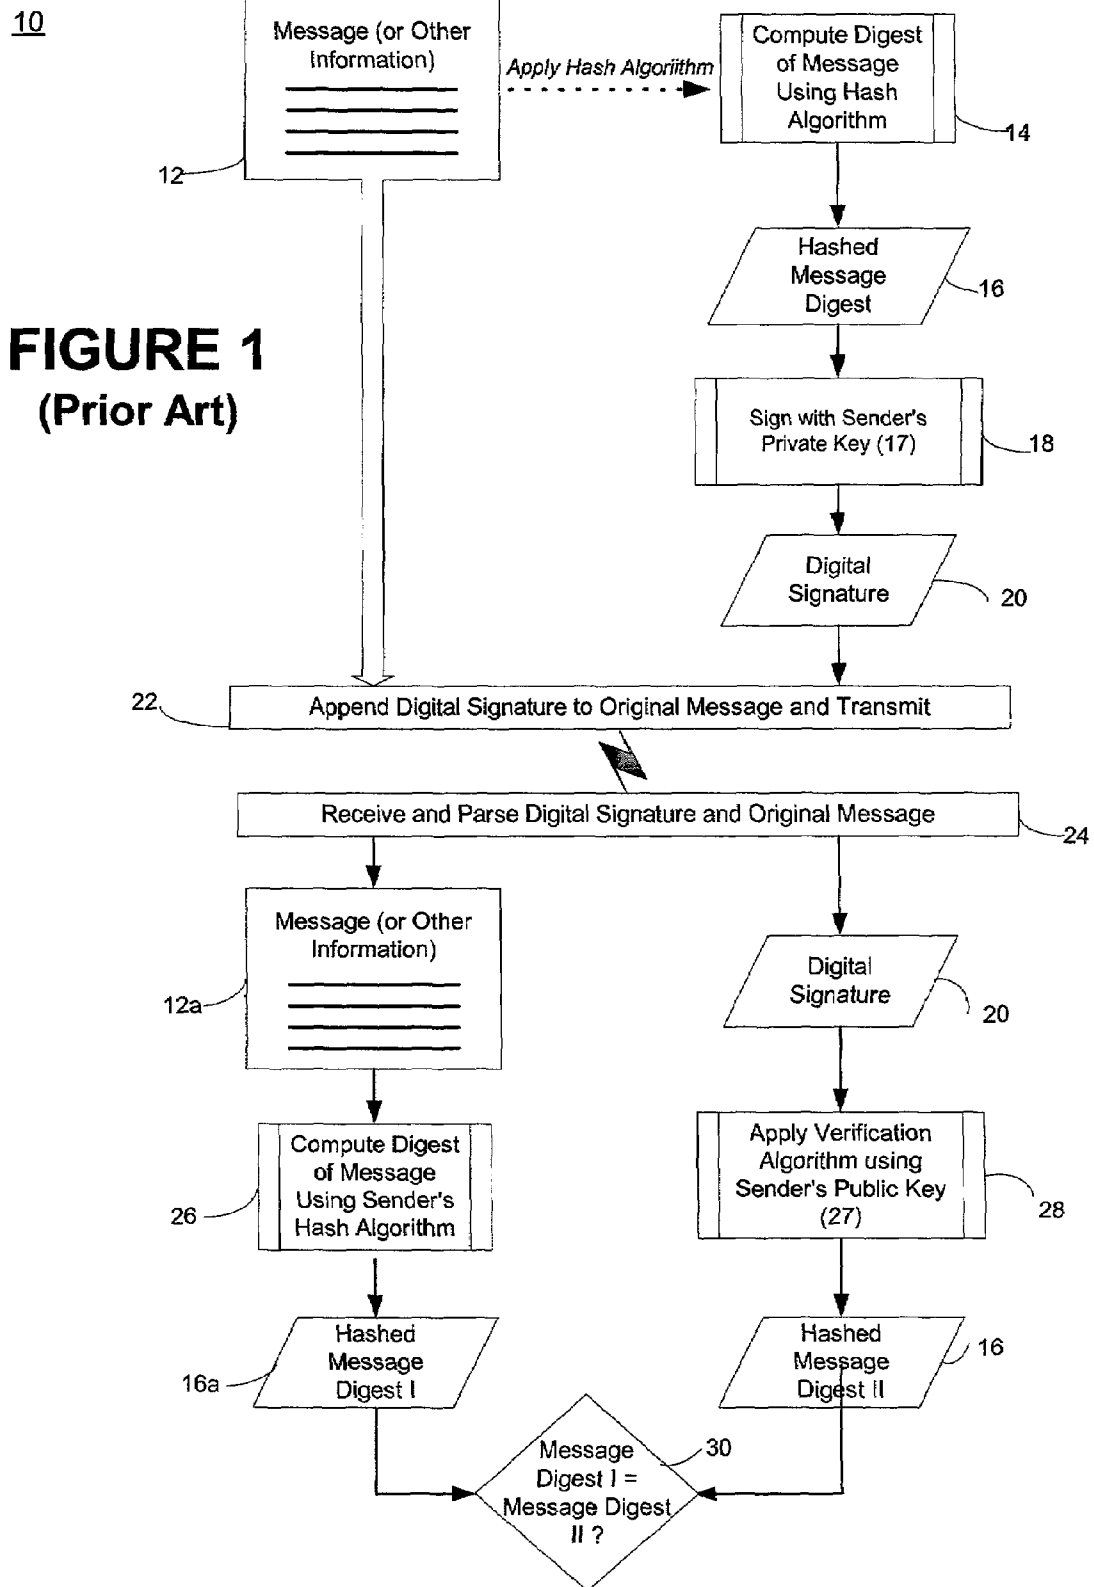 10
Message (or Other
Information)
Apply Hash Algoriithm
Compute Digest
of Message
Using Hash
Algorithm
14
12
Hashed
Message
Digest
16
FIGURE 1
(Prior Art)
Sign with Sender's
Private Key (17)
18
Digital
Signature
20
22
Append Digital Signature to Original Message and Transmit
Receive and Parse Digital Signature and Original Message
24
Message (or Other
Information)
12a
Digital
Signature
20
Compute Digest
of Message
Using Sender's
Hash Algorithm
26
Apply Verification
Algorithm using
Sender's Public Key
(27)
28
Hashed
Message
Digest I
16a
Hashed
Message
Digest II
16
Message
Digest I =
Message Digest
II ?
30